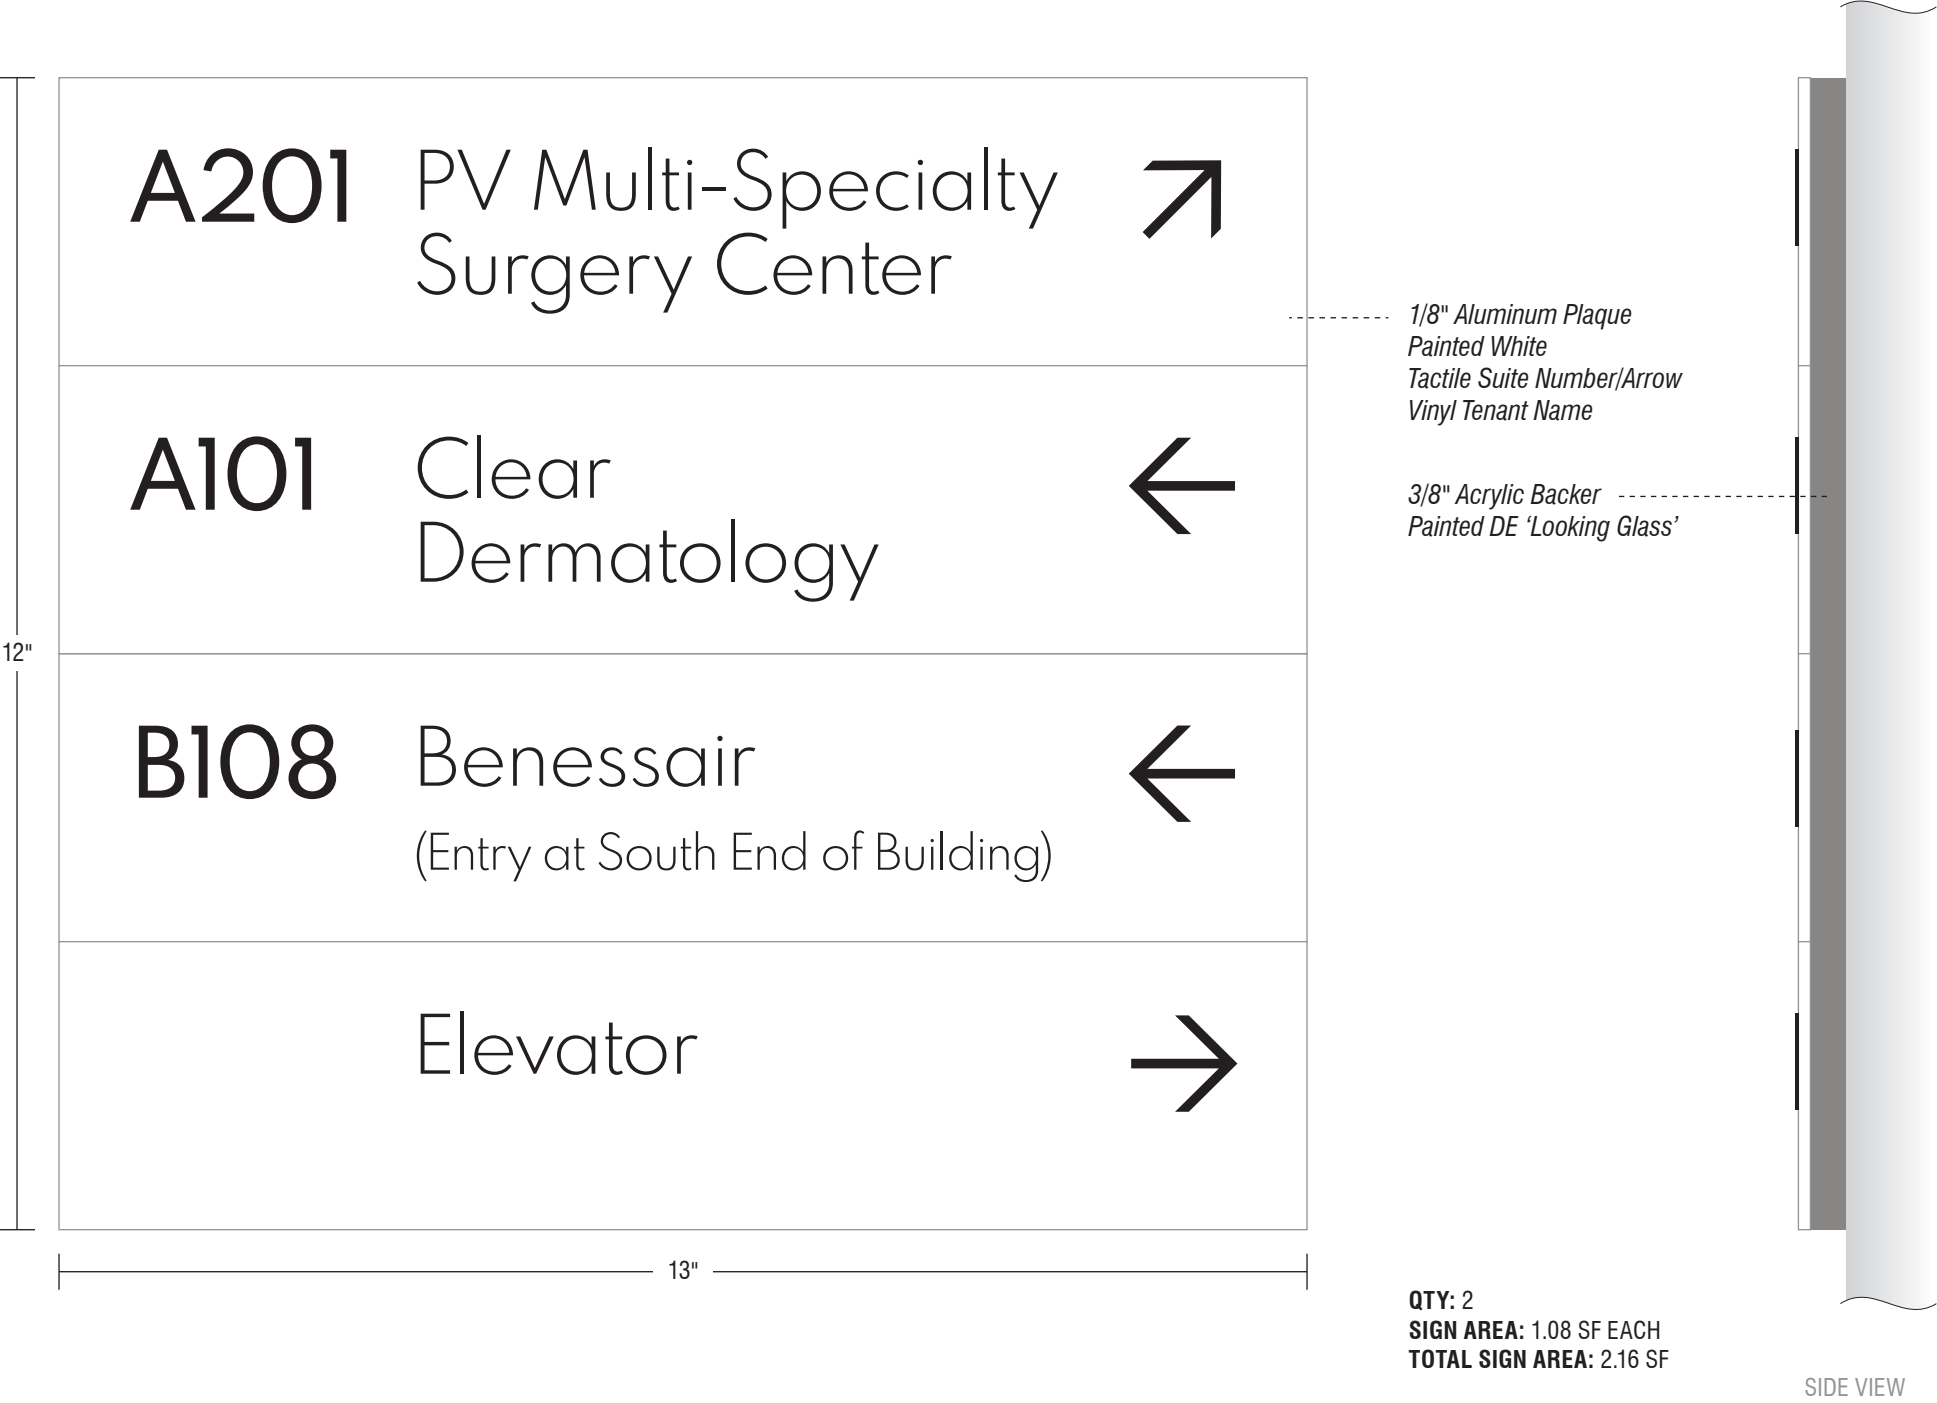 A201 PV Multi-Specialty
Surgery Center
1/8" Aluminum Plaque
Painted White
Tactile Suite Number/Arrow
Vinyl Tenant Name
A101 Clear
Dermatology
3/8" Acrylic Backer
Painted DE ‘Looking Glass’
12"
B108 Benessair
(Entry at South End of Building)
Elevator
13"
QTY: 2
SIGN AREA: 1.08 SF EACH
TOTAL SIGN AREA: 2.16 SF
SIDE VIEW